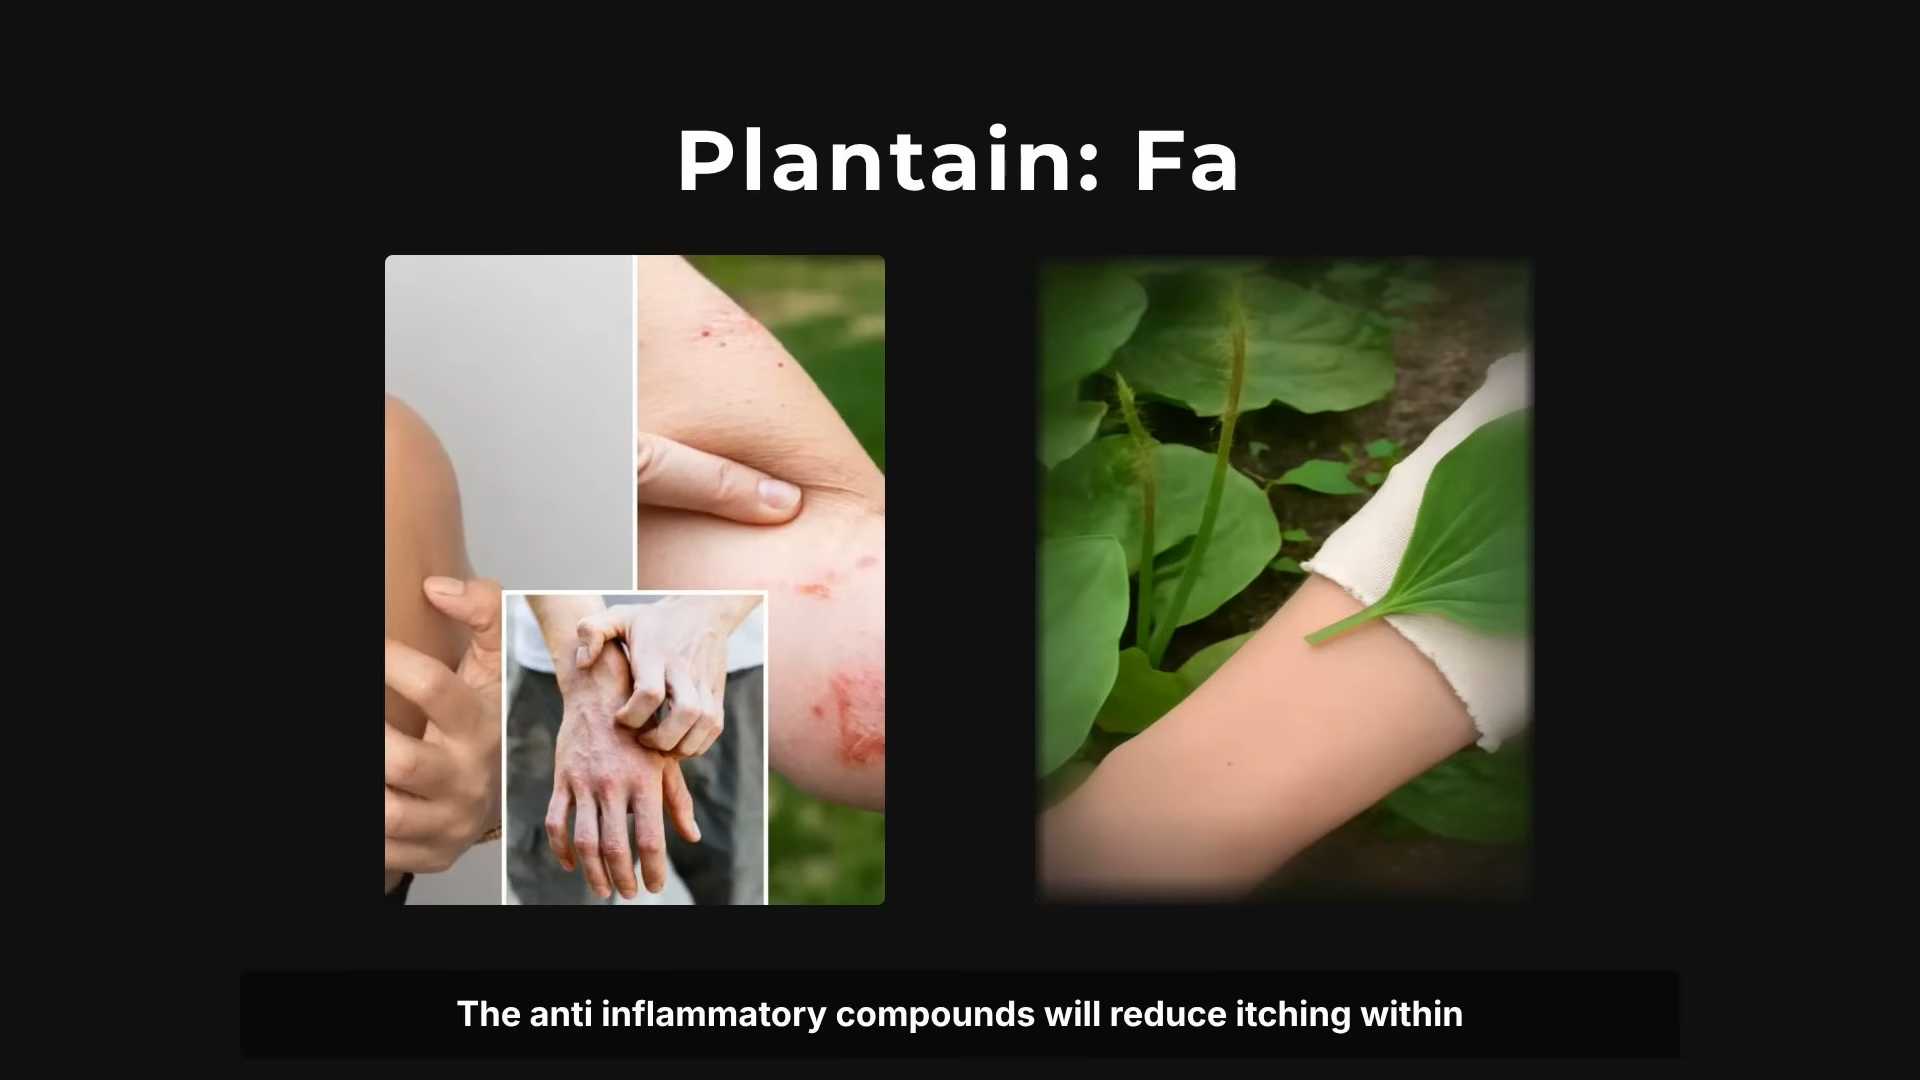 Plantain: Fa
The anti inflammatory compounds will reduce itching within